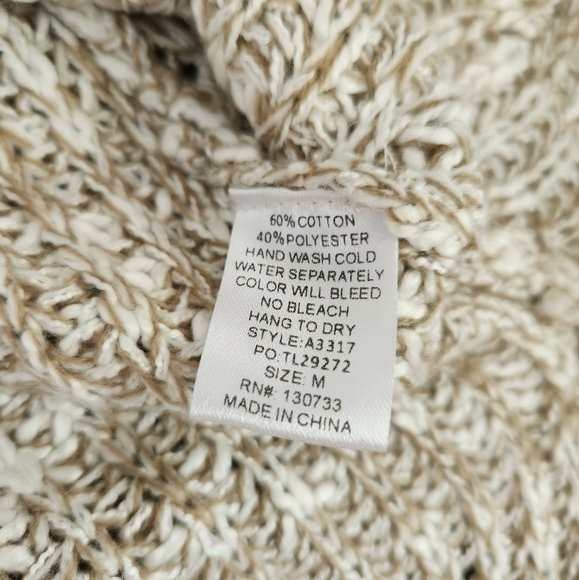 60% COTTON
40% POLYESTER
HAND WASH COLD
WATER SEPARATELY
COLOR WILL BLEED
NO BLEACH
HANG TO DRY
STYLE:A3317
PO:TL29272
SIZE: M
RN#: 130733
MADE IN CHINA